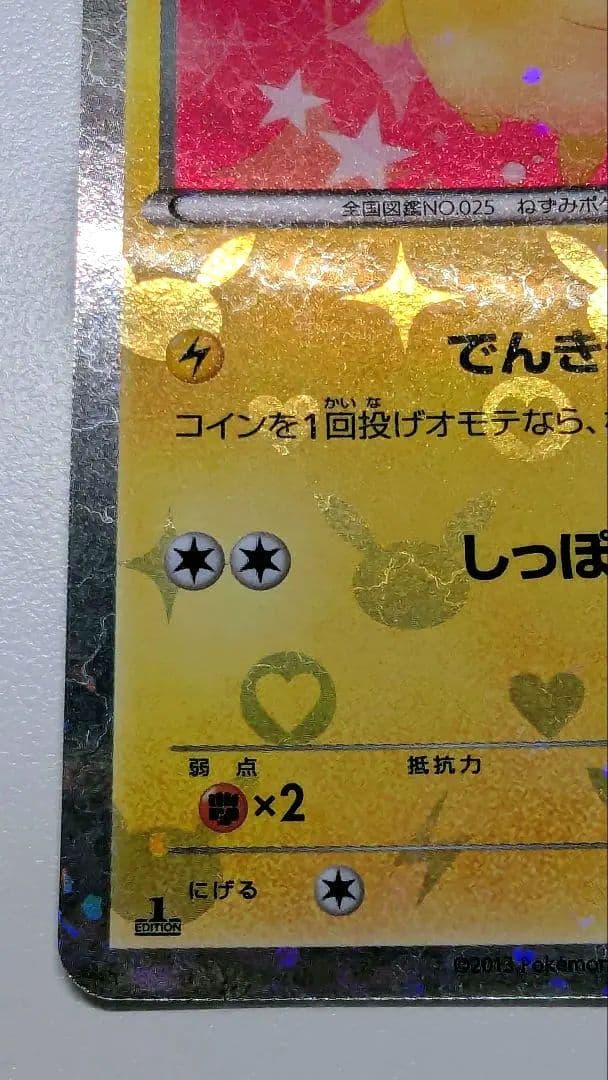 全国図鑑NO.025 ねずみポケ
でんき
かい な
コインを1回投げオモテなら、
しっぽ
弱 点
抵抗力
×2
にげる
1
EDITION
©2013 Pokémon